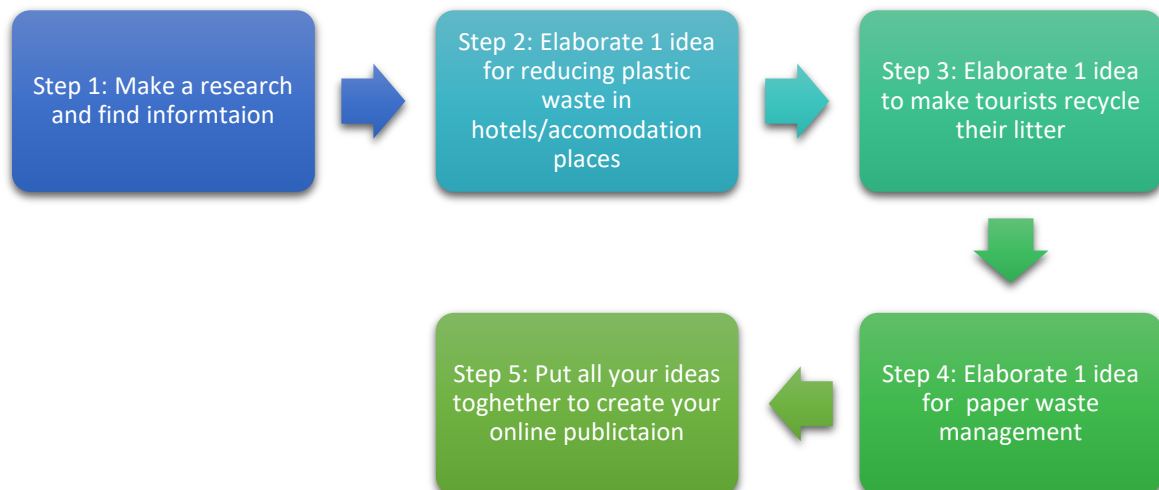 Step 1: Make a research
and find informtaion
Step 2: Elaborate 1 idea
for reducing plastic
waste in
hotels/accomodation
places
Step 3: Elaborate 1 idea
to make tourists recycle
their litter
Step 4: Elaborate 1 idea
for paper waste
management
Step 5: Put all your ideas
toghether to create your
online publictaion